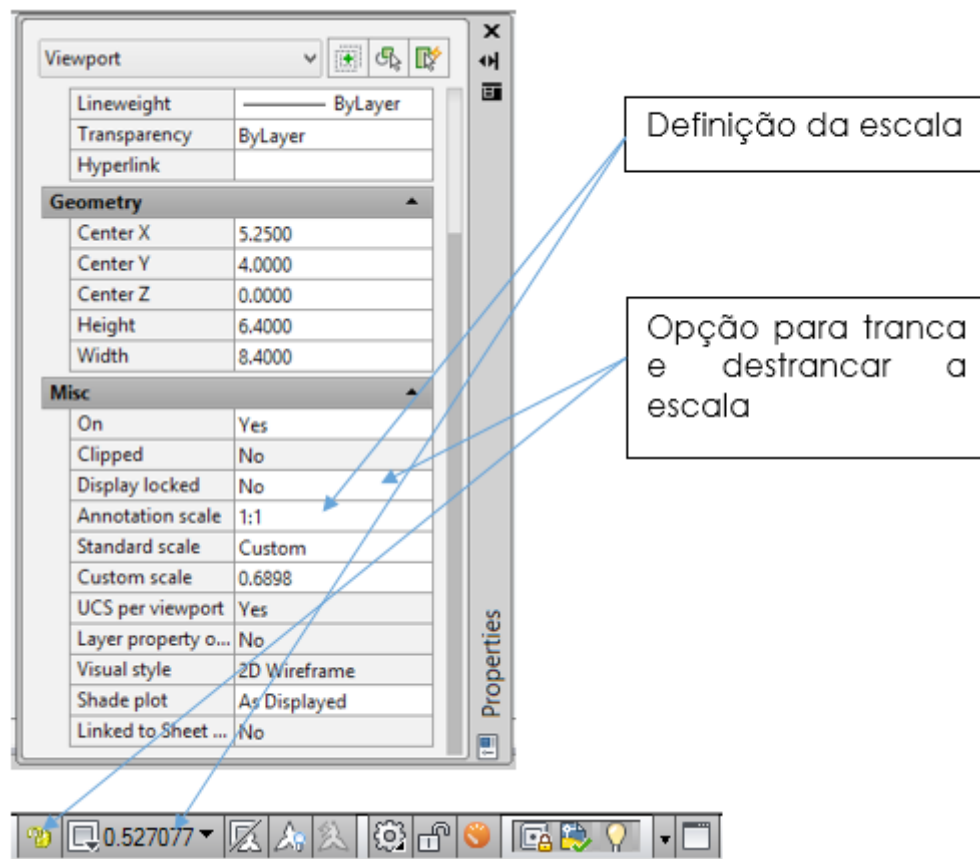 Viewport
Lineweight ByLayer
Transparency ByLayer
Hyperlink
Geometry
Center X 5.2500
Center Y 4.0000
Center Z 0.0000
Height 6.4000
Width 8.4000
Misc
On Yes
Clipped No
Display locked No
Annotation scale 1:1
Standard scale Custom
Custom scale 0.6898
UCS per viewport Yes
Layer property o... No
Visual style 2D Wireframe
Shade plot As Displayed
Linked to Sheet ... No
Properties
Definição da escala
Opção para tranca
e destrancar a
escala
0.527077